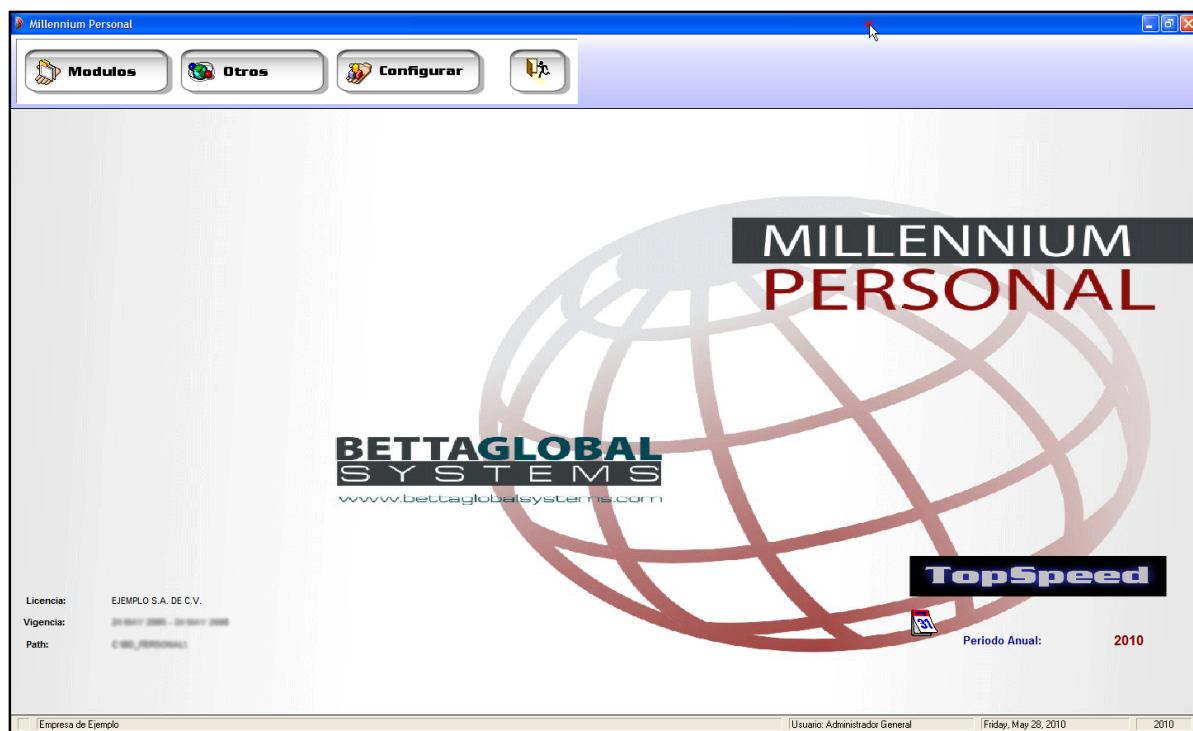 Millennium Personal
Modulos
Otros
Configurar
MILLENNIUM
PERSONAL
BETTAGLOBAL
SYSTEMS
www.bettaglobalsystems.com
TopSpeed
Licencia: EJEMPLO S.A. DE C.V.
Vigencia:
Path:
31
Periodo Anual: 2010
Empresa de Ejemplo
Usuario: Administrador General
Friday, May 28, 2010
2010